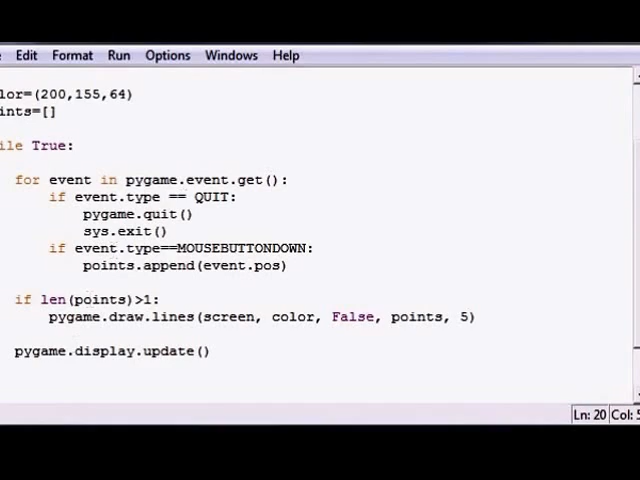 Edit Format Run Options Windows Help
lor=(200,155,64)
ints=[]
ile True:
for event in pygame.event.get():
if event.type == QUIT:
pygame.quit()
sys.exit()
if event.type==MOUSEBUTTONDOWN:
points.append(event.pos)
if len(points)>1:
pygame.draw.lines(screen, color, False, points, 5)
pygame.display.update()
Ln: 20 Col: 5